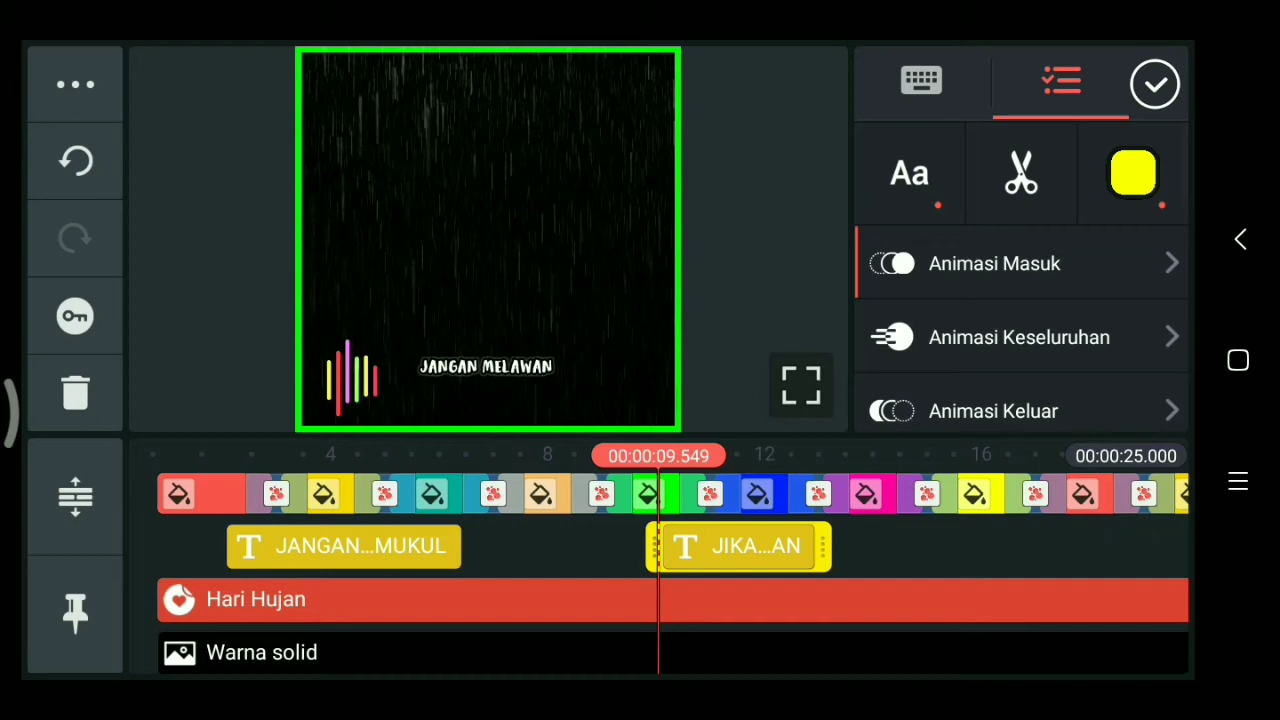 Aa
Animasi Masuk
Animasi Keseluruhan
Animasi Keluar
JANGAN MELAWAN
4
8
00:00:09.549
12
16
00:00:25.000
T JANGAN...MUKUL
T JIKA...AN
Hari Hujan
Warna solid